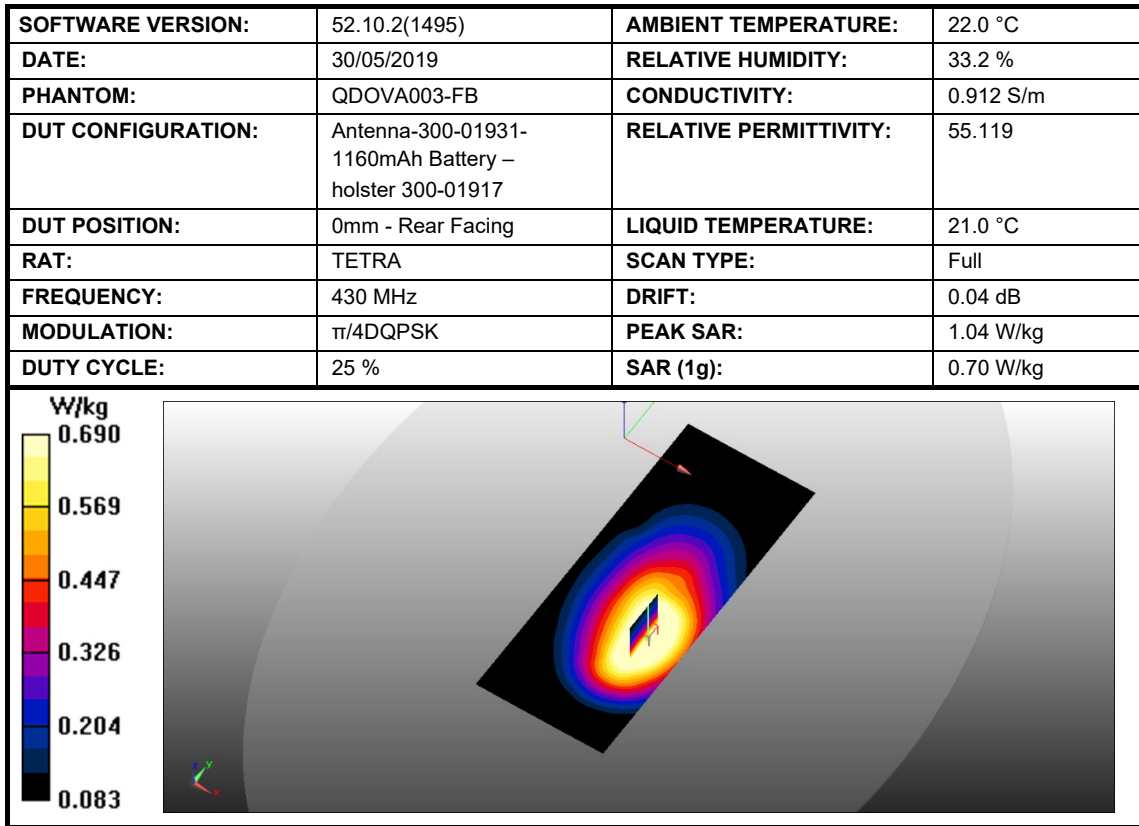 SOFTWARE VERSION: 52.10.2(1495) AMBIENT TEMPERATURE: 22.0 °C
DATE: 30/05/2019 RELATIVE HUMIDITY: 33.2 %
PHANTOM: QDOVA003-FB CONDUCTIVITY: 0.912 S/m
DUT CONFIGURATION: Antenna-300-01931- RELATIVE PERMITTIVITY: 55.119
1160mAh Battery –
holster 300-01917
DUT POSITION: 0mm - Rear Facing LIQUID TEMPERATURE: 21.0 °C
RAT: TETRA SCAN TYPE: Full
FREQUENCY: 430 MHz DRIFT: 0.04 dB
MODULATION: π/4DQPSK PEAK SAR: 1.04 W/kg
DUTY CYCLE: 25 % SAR (1g): 0.70 W/kg
W/kg
0.690
0.569
0.447
0.326
0.204
0.083
z y
x